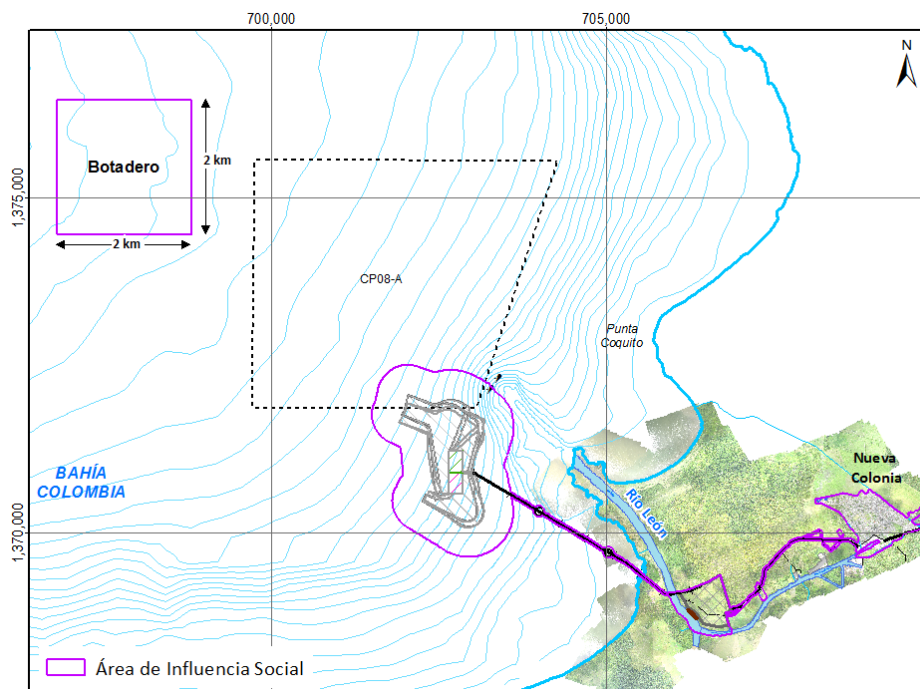 700,000
705,000
N
1,375,000
1,370,000
Botadero
2 km
2 km
CP08-A
Punta
Coquito
BAHÍA
COLOMBIA
Río León
Nueva
Colonia
Área de Influencia Social